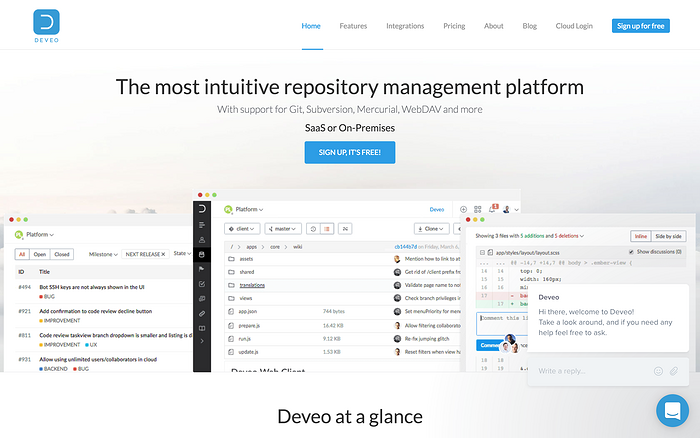 DEVEO
Home
Features
Integrations
Pricing
About
Blog
Cloud Login
Sign up for free
The most intuitive repository management platform
With support for Git, Subversion, Mercurial, WebDAV and more
SaaS or On-Premises
SIGN UP, IT'S FREE!
Platform
All Open Closed Milestone NEXT RELEASE × State
ID Title
#494 Bot SSH keys are always shown in the UI
BUG
#921 Add confirmation to code review decline button
IMPROVEMENT
#811 Code review taskview branch dropdown is smaller and listing is d
IMPROVEMENT UX
#931 Allow using unlimited users/collaborators in cloud
BACKEND BUG
Platform Deveo
client master Clone
/ > apps > core > wiki cb144b7d on Friday, March 6,
assets Mention how to link to at
shared Get rid of /client prefix fr
translations Validate page name to not
views Check branch privileges in
app.json 744 bytes Set menuPriority for menu
prepare.js 16.42 KB Allow filtering collaborat
run.js 9.12 KB Re-fix jumping glitch
update.js 1.53 KB Reset filters when view ha
Deveo Web Client
Showing 3 files with 5 additions and 5 deletions Inline Side by side
app/styles/layout/layout.scss Show discussions (0)
... ... @@ -14,7 +14,7 @@ body > .ember-view {
14 14 top: 0;
15 15 width: 160px;
16 16
17 - 
17 + 
Comment this li
Comm
18 18
19 19
Deveo
Hi there, welcome to Deveo!
Take a look around, and if you need any
help feel free to ask.
Write a reply...
Deveo at a glance